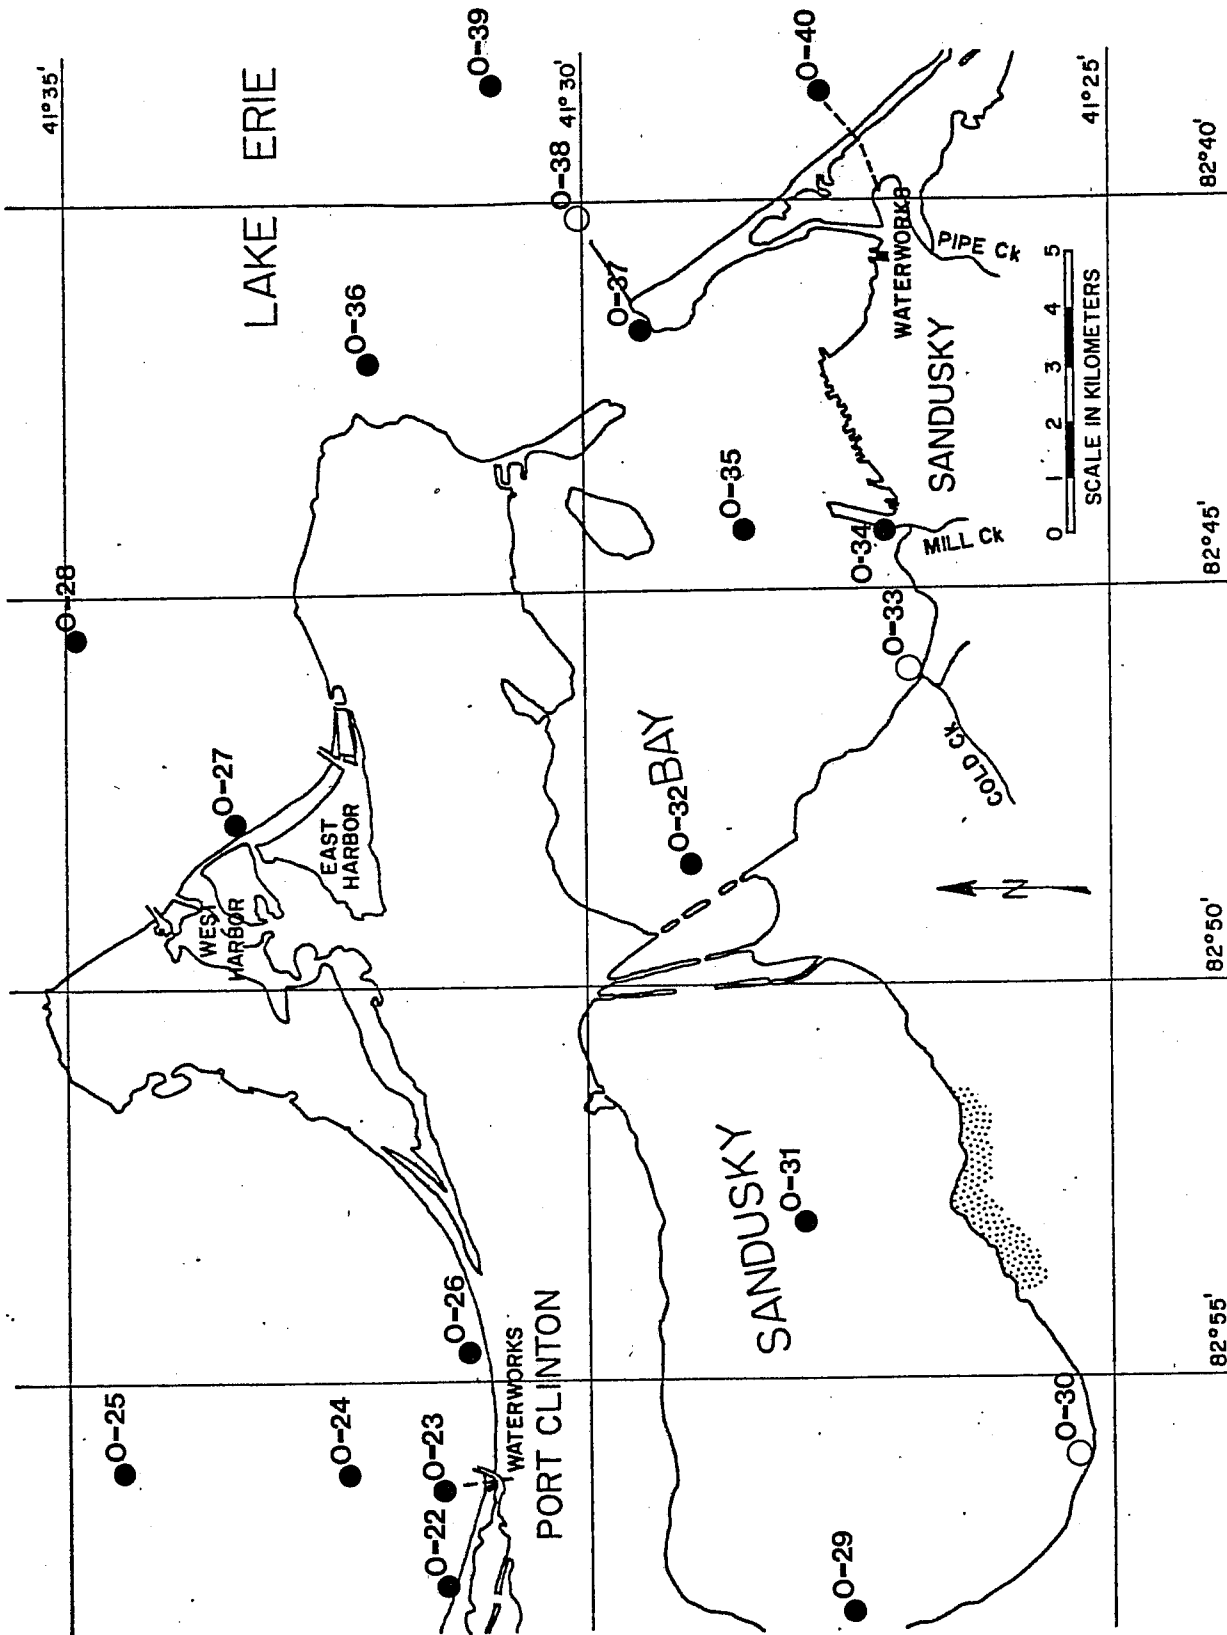 41° 35'
41° 30'
41° 25'
82° 40'
82° 45'
82° 50'
82° 55'
LAKE ERIE
O-39
O-40
O-38
O-37
O-36
O-35
O-34
O-33
O-28
O-27
O-32
O-31
O-26
O-25
O-24
O-23
O-22
O-29
O-30
WATERWORKS
PIPE Ck
SANDUSKY
MILL Ck
COLD Ck
0 1 2 3 4 5
SCALE IN KILOMETERS
EAST
HARBOR
WEST
HARBOR
SANDUSKY BAY
N
WATERWORKS
PORT CLINTON